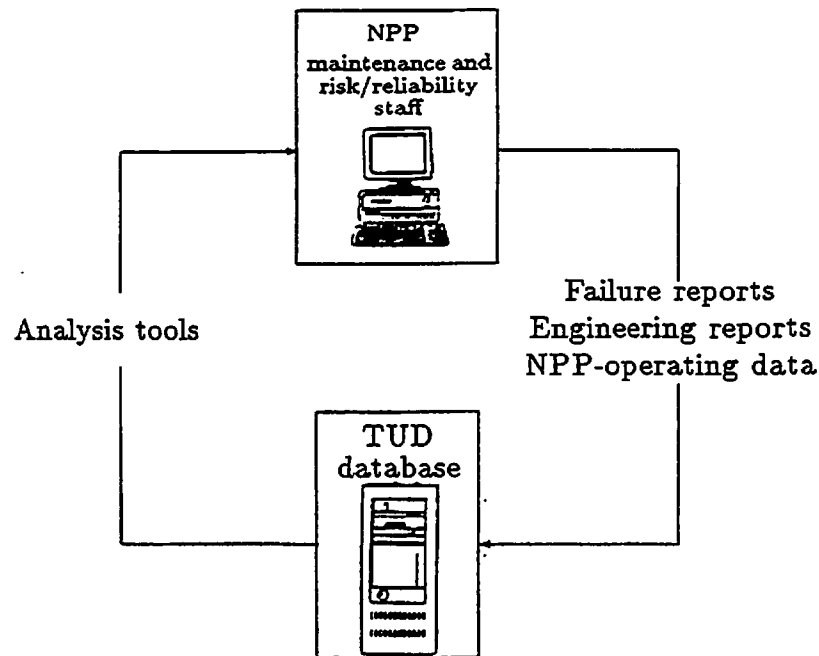 NPP
maintenance and
risk/reliability
staff
Analysis tools
Failure reports
Engineering reports
NPP-operating data
TUD
database